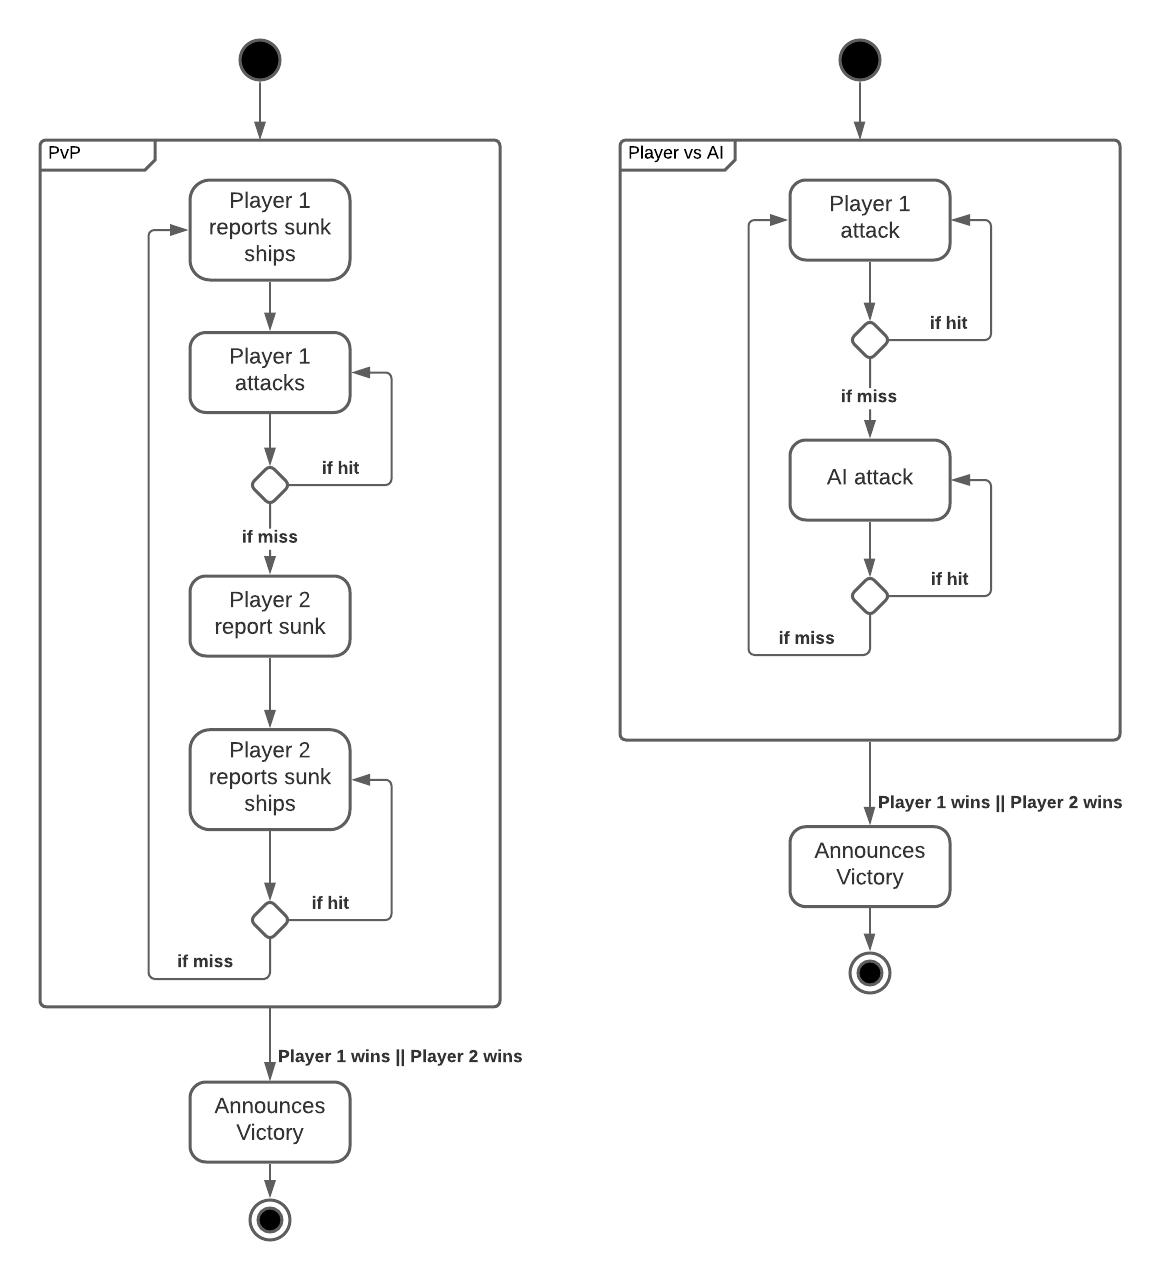 PvP
Player 1
reports sunk
ships
Player 1
attacks
if hit
if miss
Player 2
report sunk
Player 2
reports sunk
ships
if hit
if miss
Player 1 wins || Player 2 wins
Announces
Victory
Player vs AI
Player 1
attack
if hit
if miss
AI attack
if hit
if miss
Player 1 wins || Player 2 wins
Announces
Victory